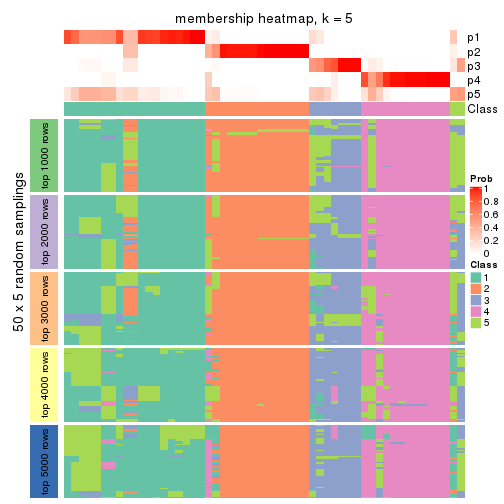 membership heatmap, k = 5
p1
p2
p3
p4
p5
Class
50 x 5 random samplings
top 1000 rows
top 2000 rows
top 3000 rows
top 4000 rows
top 5000 rows
Prob
1
0.8
0.6
0.4
0.2
0
Class
1
2
3
4
5